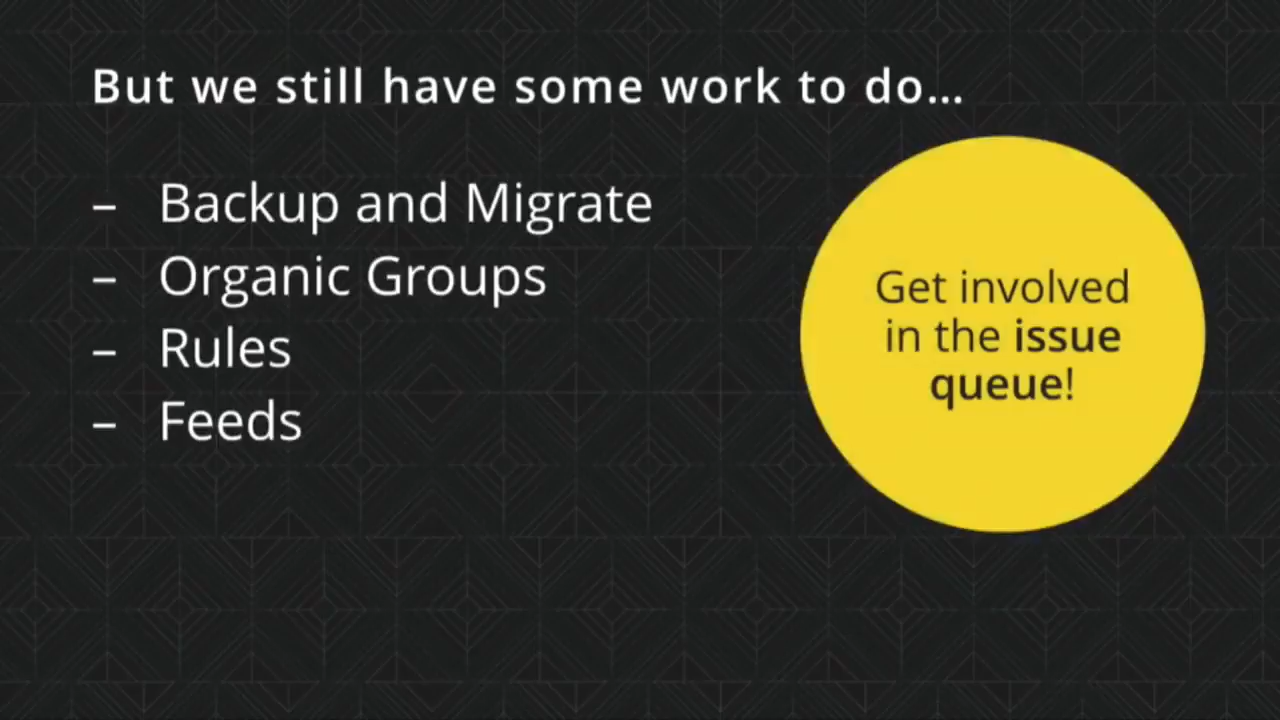 But we still have some work to do...
– Backup and Migrate
– Organic Groups
– Rules
– Feeds
Get involved
in the issue
queue!